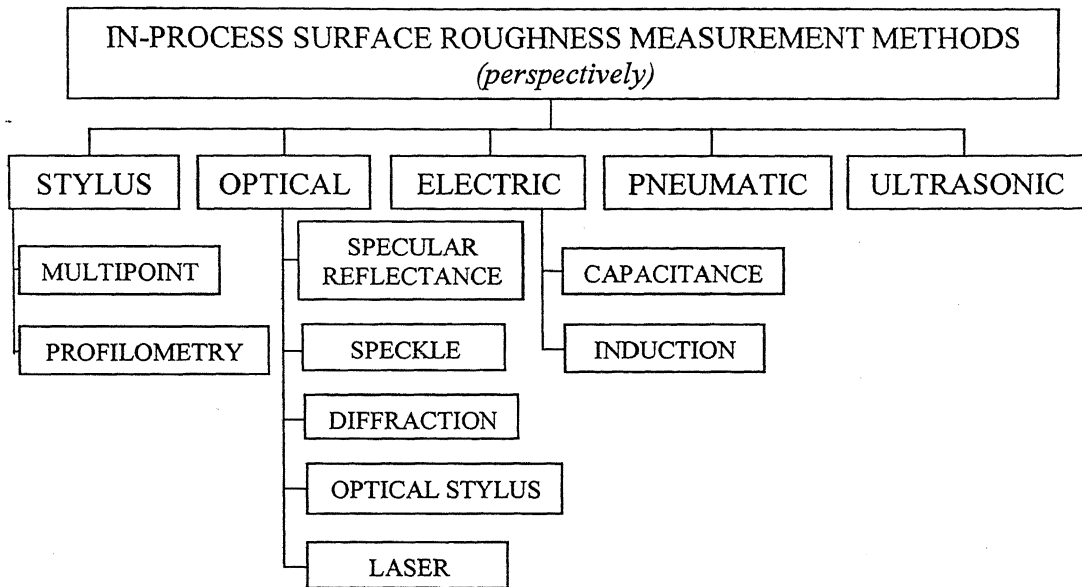 IN-PROCESS SURFACE ROUGHNESS MEASUREMENT METHODS
(perspectively)
STYLUS
OPTICAL
ELECTRIC
PNEUMATIC
ULTRASONIC
MULTIPOINT
PROFILOMETRY
SPECULAR
REFLECTANCE
SPECKLE
DIFFRACTION
OPTICAL STYLUS
LASER
CAPACITANCE
INDUCTION